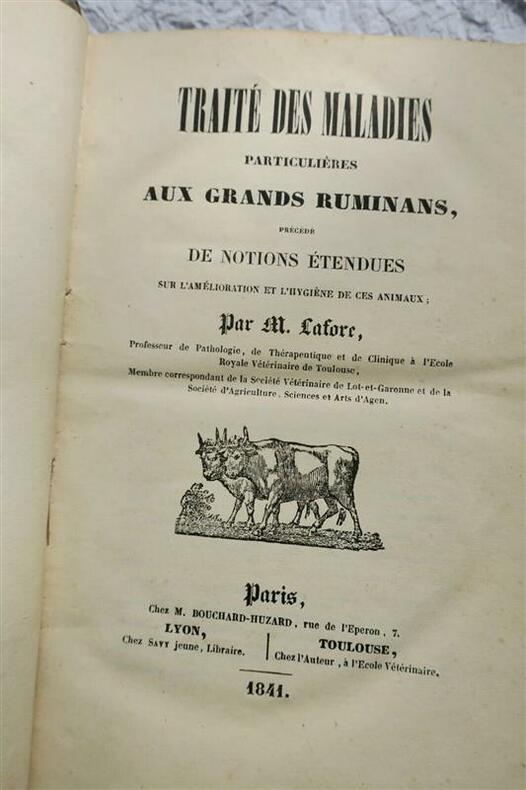 TRAITÉ DES MALADIES
PARTICULIÈRES
AUX GRANDS RUMINANS,
PRÉCÉDÉ
DE NOTIONS ÉTENDUES
SUR L'AMÉLIORATION ET L'HYGIÈNE DE CES ANIMAUX ;
Par M. Lafore,
Professeur de Pathologie, de Thérapeutique et de Clinique à l'Ecole
Royale Vétérinaire de Toulouse,
Membre correspondant de la Société Vétérinaire de Lot-et-Garonne et de la
Société d'Agriculture, Sciences et Arts d'Agen.
Paris,
Chez M. BOUCHARD-HUZARD, rue de l'Eperon, 7.
LYON,
Chez SAVY jeune, Libraire.
TOULOUSE,
Chez l'Auteur, à l'Ecole Vétérinaire.
1841.